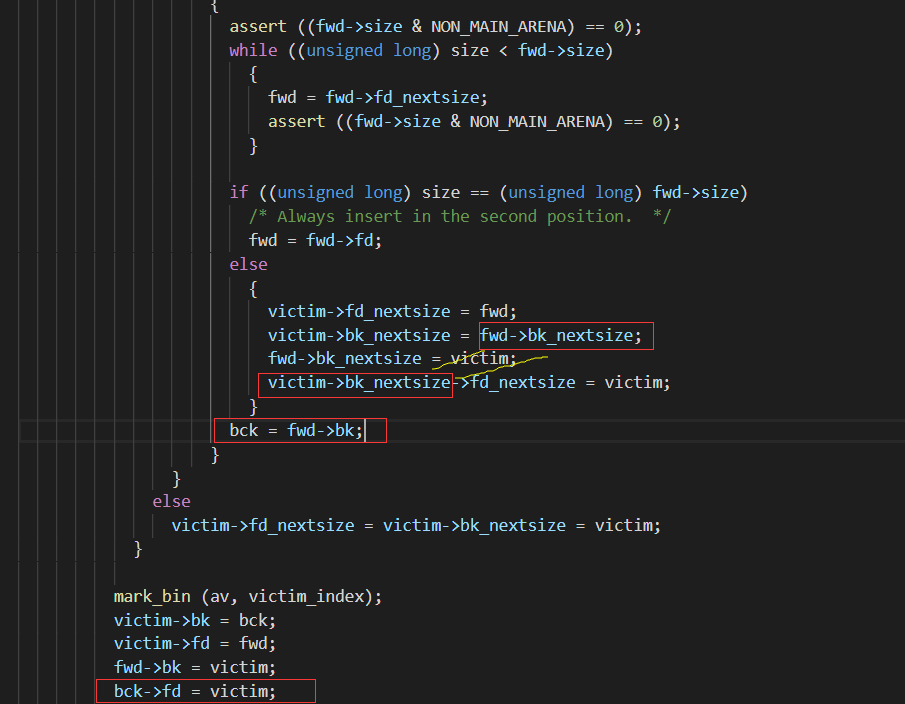 {
assert ((fwd->size & NON_MAIN_ARENA) == 0);
while ((unsigned long) size < fwd->size)
{
fwd = fwd->fd_nextsize;
assert ((fwd->size & NON_MAIN_ARENA) == 0);
}
if ((unsigned long) size == (unsigned long) fwd->size)
/* Always insert in the second position.  */
fwd = fwd->fd;
else
{
victim->fd_nextsize = fwd;
victim->bk_nextsize = fwd->bk_nextsize;
fwd->bk_nextsize = victim;
victim->bk_nextsize->fd_nextsize = victim;
}
bck = fwd->bk;
}
}
else
victim->fd_nextsize = victim->bk_nextsize = victim;
}
mark_bin (av, victim_index);
victim->bk = bck;
victim->fd = fwd;
fwd->bk = victim;
bck->fd = victim;